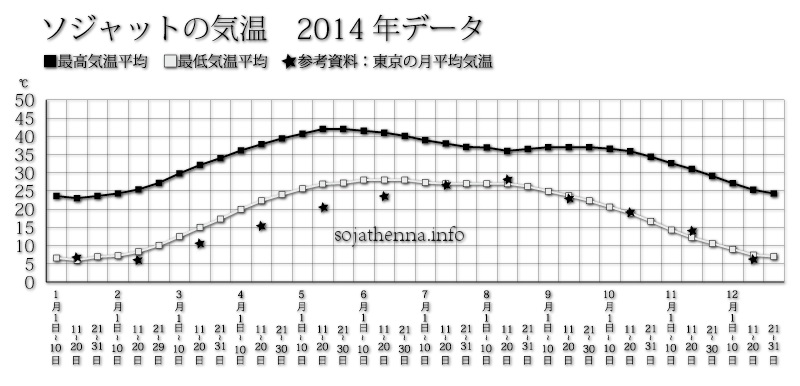 ソジャットの気温　2014 年データ
■最高気温平均　□最低気温平均　★参考資料：東京の月平均気温
℃
50
45
40
35
30
25
20
15
10
5
0
sojathenna.info
1月1日~10日
11~20日
21~31日
2月1日~10日
11~20日
21~29日
3月1日~10日
11~20日
21~31日
4月1日~10日
11~20日
21~30日
5月1日~10日
11~20日
21~31日
6月1日~10日
11~20日
21~30日
7月1日~10日
11~20日
21~31日
8月1日~10日
11~20日
21~31日
9月1日~10日
11~20日
21~30日
10月1日~10日
11~20日
21~31日
11月1日~10日
11~20日
21~30日
12月1日~10日
11~20日
21~31日